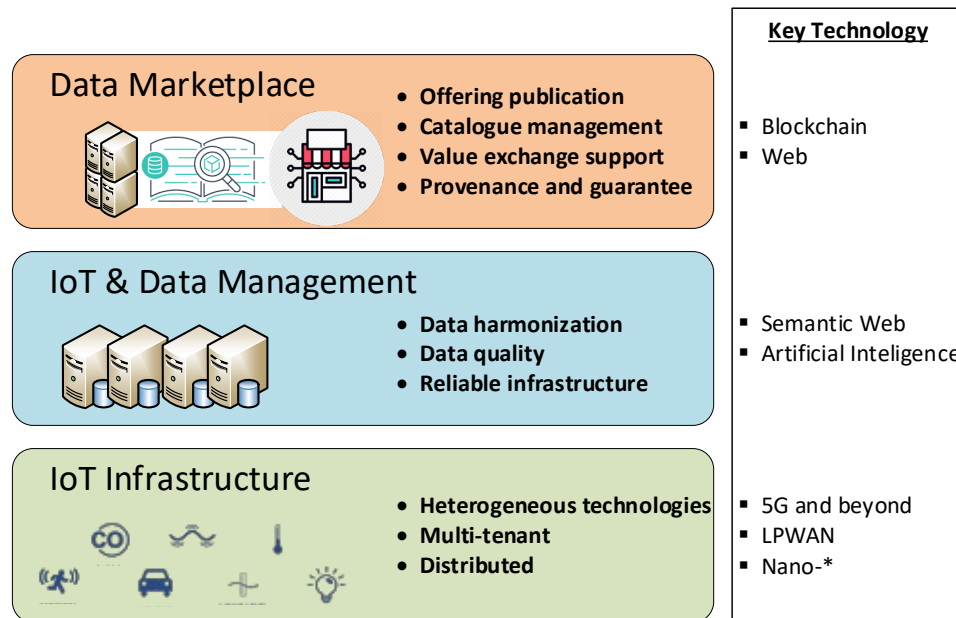 Key Technology
Data Marketplace
• Offering publication
• Catalogue management
• Value exchange support
• Provenance and guarantee
▪ Blockchain
▪ Web
IoT & Data Management
• Data harmonization
• Data quality
• Reliable infrastructure
▪ Semantic Web
▪ Artificial Inteligence
IoT Infrastructure
• Heterogeneous technologies
• Multi-tenant
• Distributed
CO
▪ 5G and beyond
▪ LPWAN
▪ Nano-*